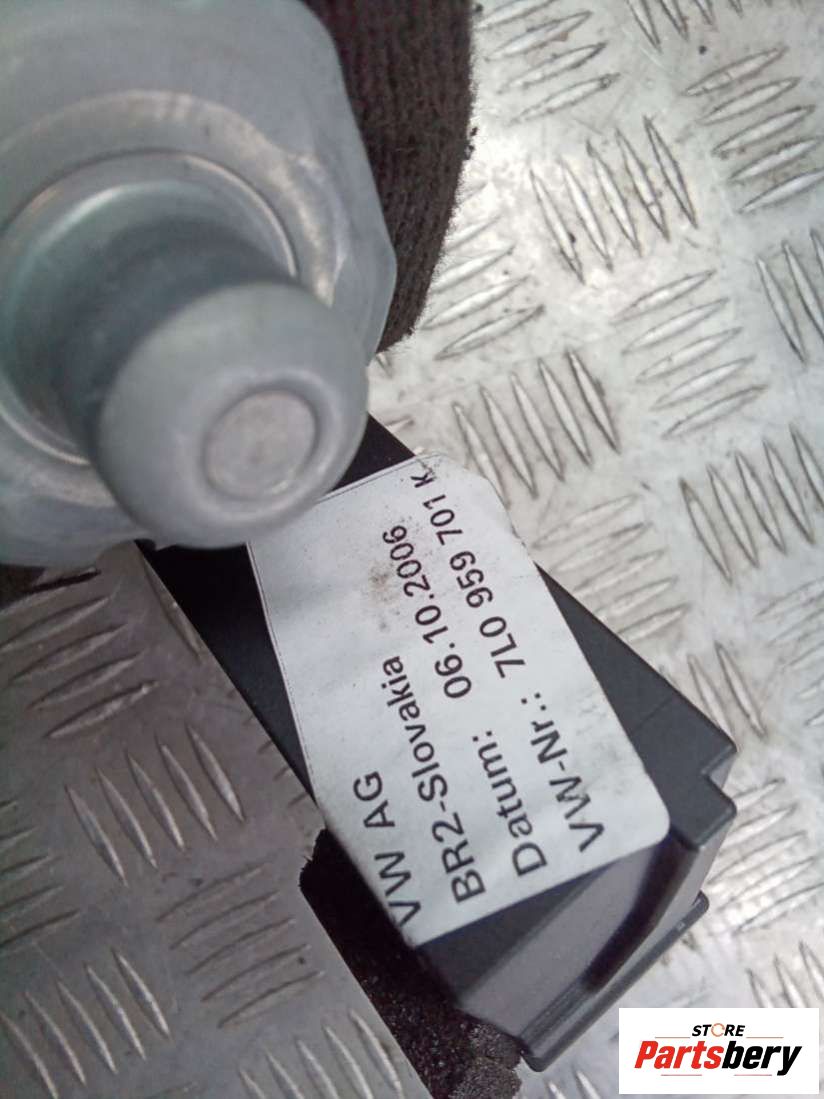 VW AG
BR2-Slovakia
Datum: 06.10.2006
VW-Nr.: 7L0 959 701 K
STORE
Partsbery